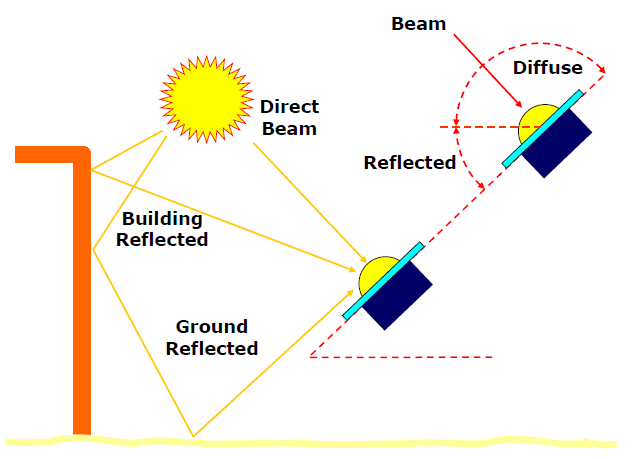 Beam
Diffuse
Direct
Beam
Reflected
Building
Reflected
Ground
Reflected